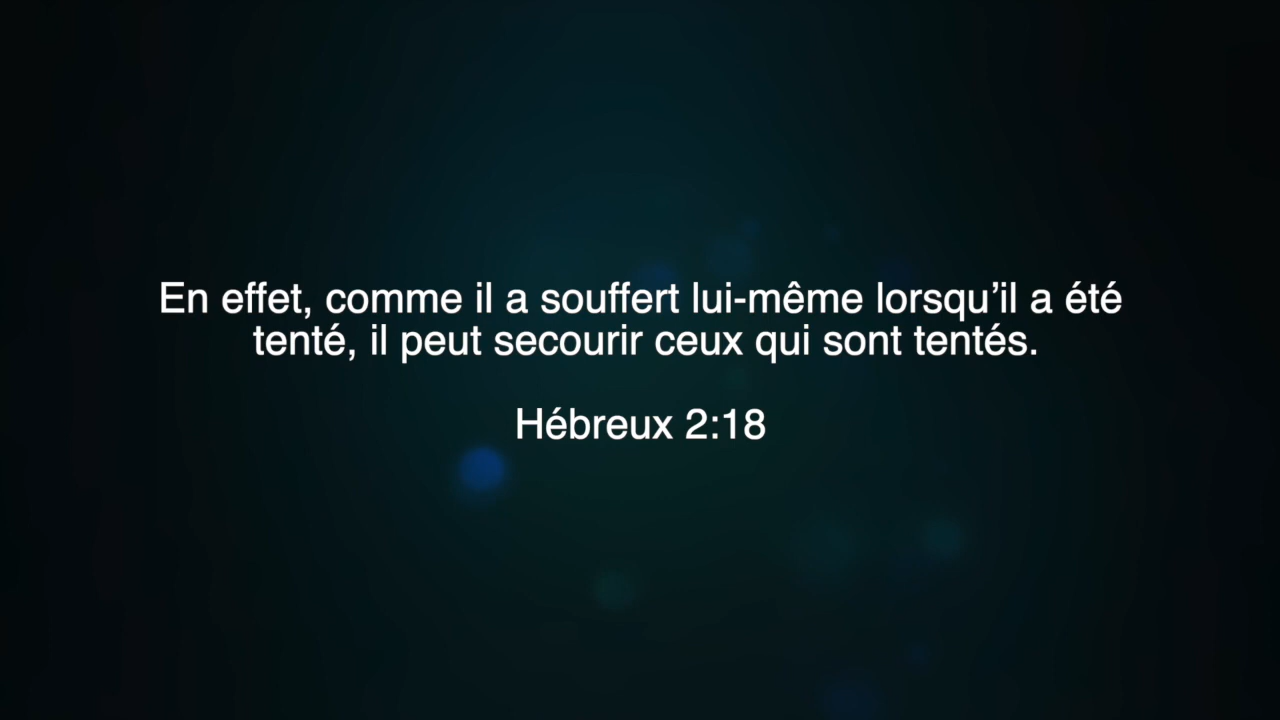 En effet, comme il a souffert lui-même lorsqu’il a été
tenté, il peut secourir ceux qui sont tentés.
Hébreux 2:18